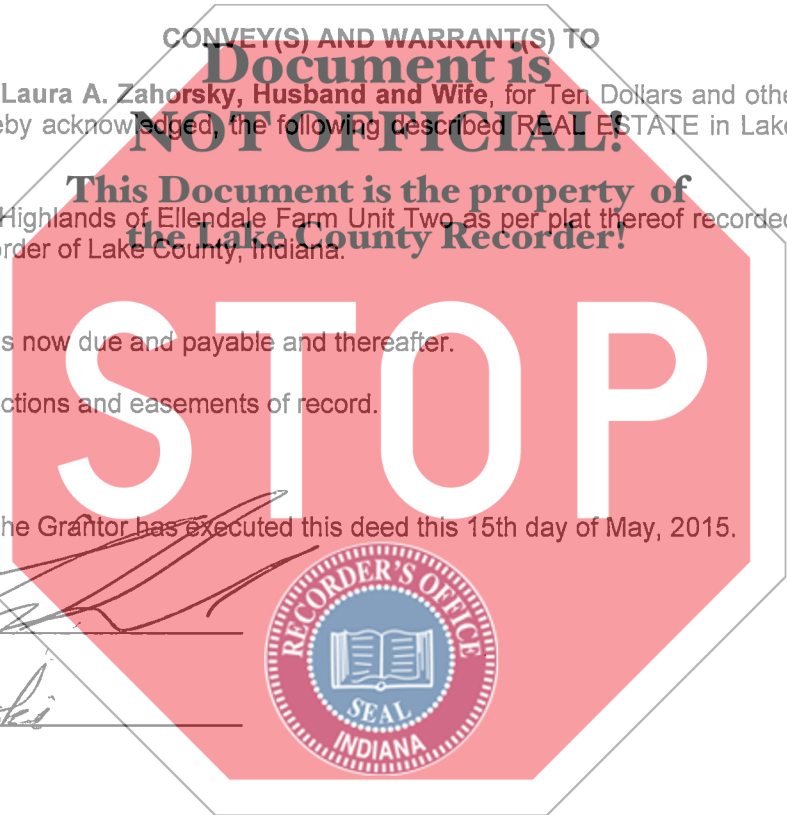 CONVEY(S) AND WARRANT(S) TO
Document is
Laura A. Zahorsky, Husband and Wife, for Ten Dollars and othe
NOT OFFICIAL!
eby acknowledged, the following described REAL ESTATE in Lake
This Document is the property of
Highlands of Ellendale Farm Unit Two as per plat thereof recorded
the Lake County Recorder!
rder of Lake County, Indiana.
s now due and payable and thereafter.
STOP
ctions and easements of record.
he Grantor has executed this deed this 15th day of May, 2015.
RECORDER'S OFFICE
SEAL
INDIANA